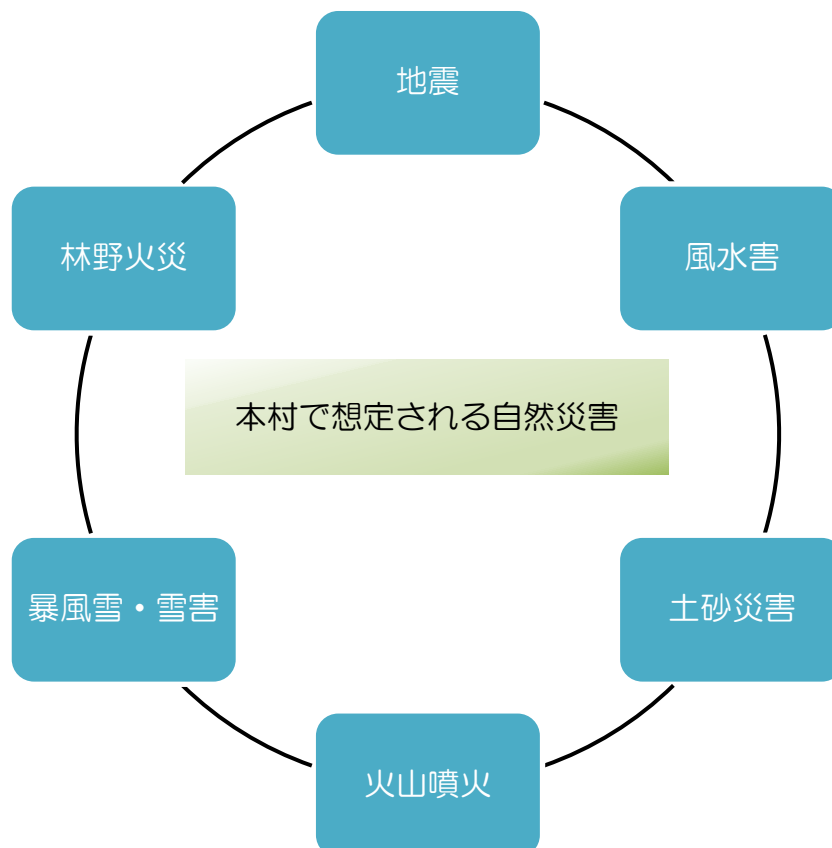 地震
風水害
林野火災
本村で想定される自然災害
暴風雪・雪害
土砂災害
火山噴火